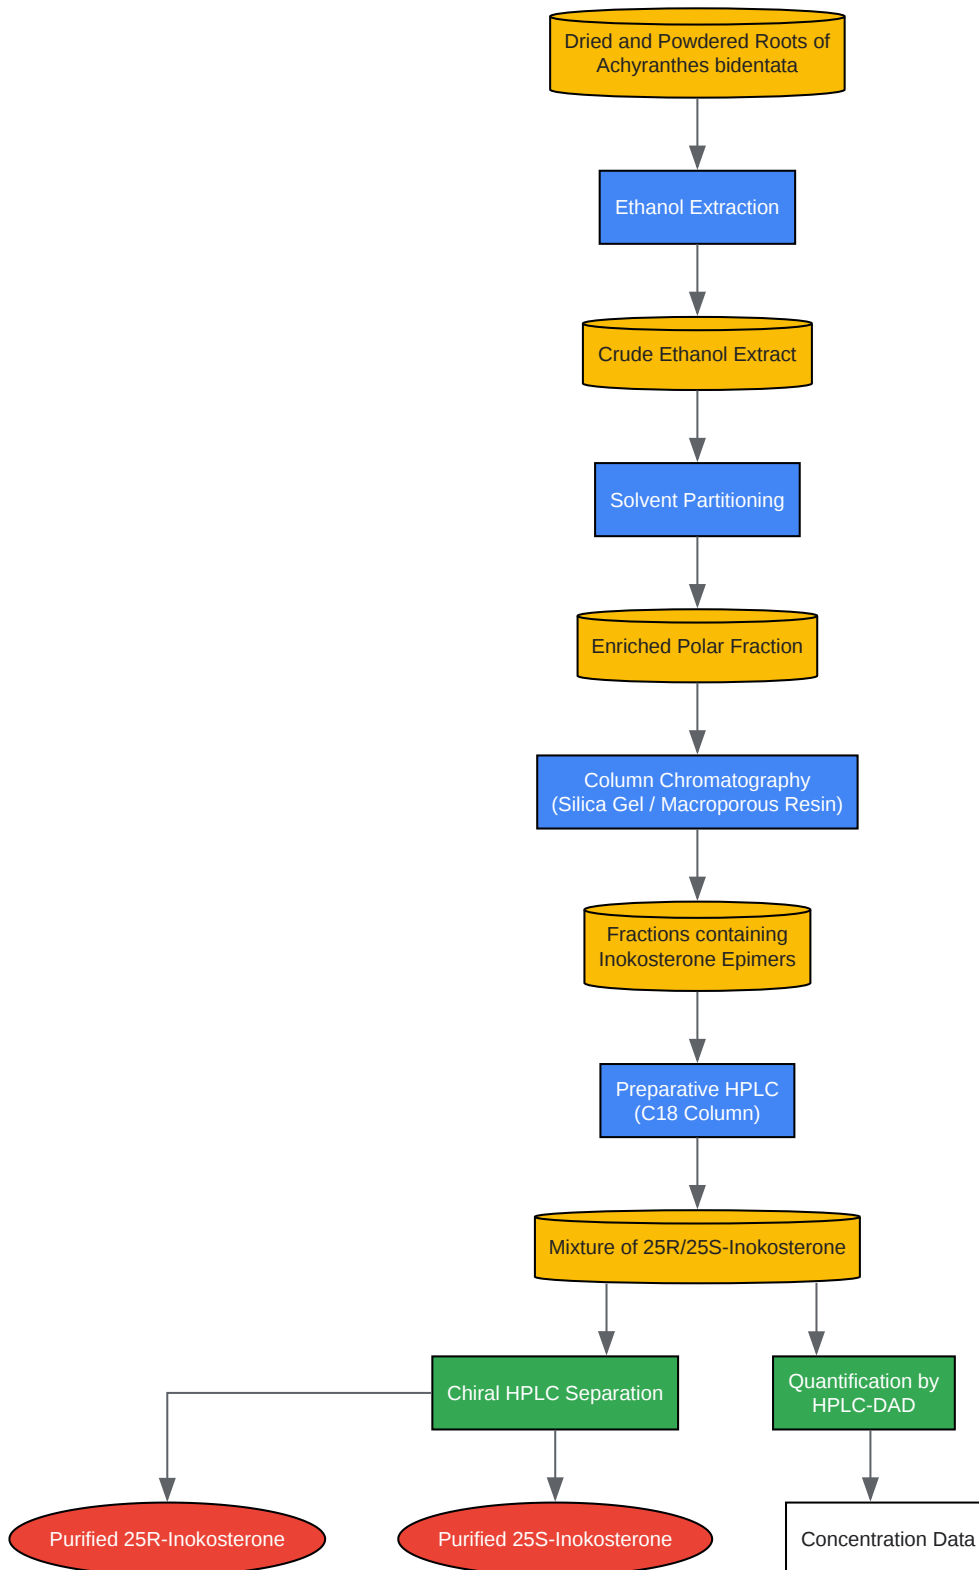 Dried and Powdered Roots of
Achyranthes bidentata
Ethanol Extraction
Crude Ethanol Extract
Solvent Partitioning
Enriched Polar Fraction
Column Chromatography
(Silica Gel / Macroporous Resin)
Fractions containing
Inokosterone Epimers
Preparative HPLC
(C18 Column)
Mixture of 25R/25S-Inokosterone
Chiral HPLC Separation
Quantification by
HPLC-DAD
Purified 25R-Inokosterone
Purified 25S-Inokosterone
Concentration Data